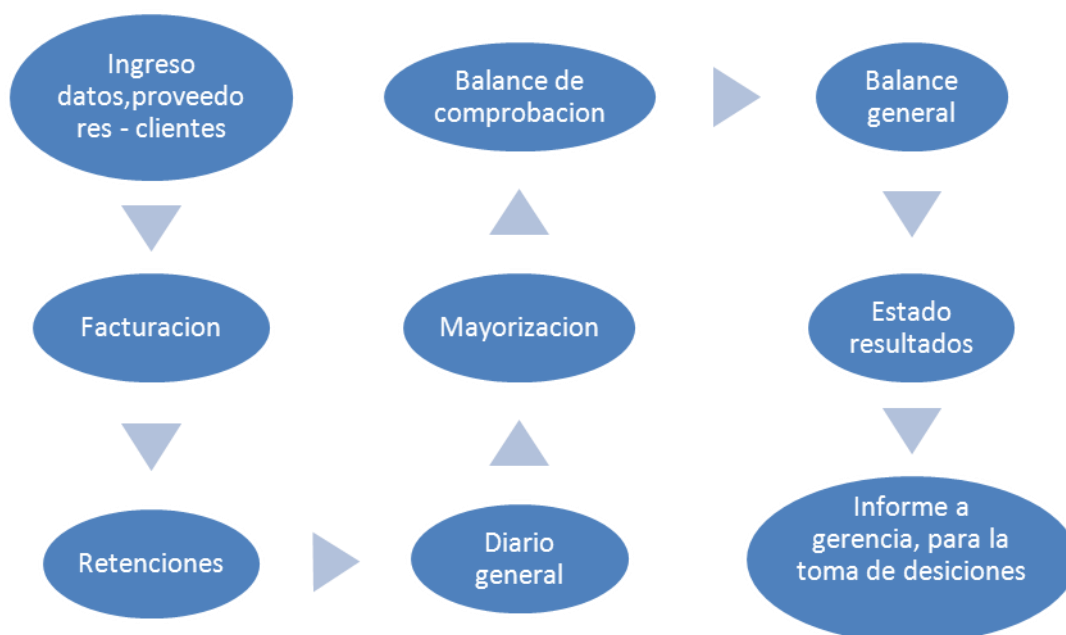 Ingreso
datos,proveedo
res - clientes
Facturacion
Retenciones
Diario
general
Mayorizacion
Balance de
comprobacion
Balance
general
Estado
resultados
Informe a
gerencia, para la
toma de desiciones